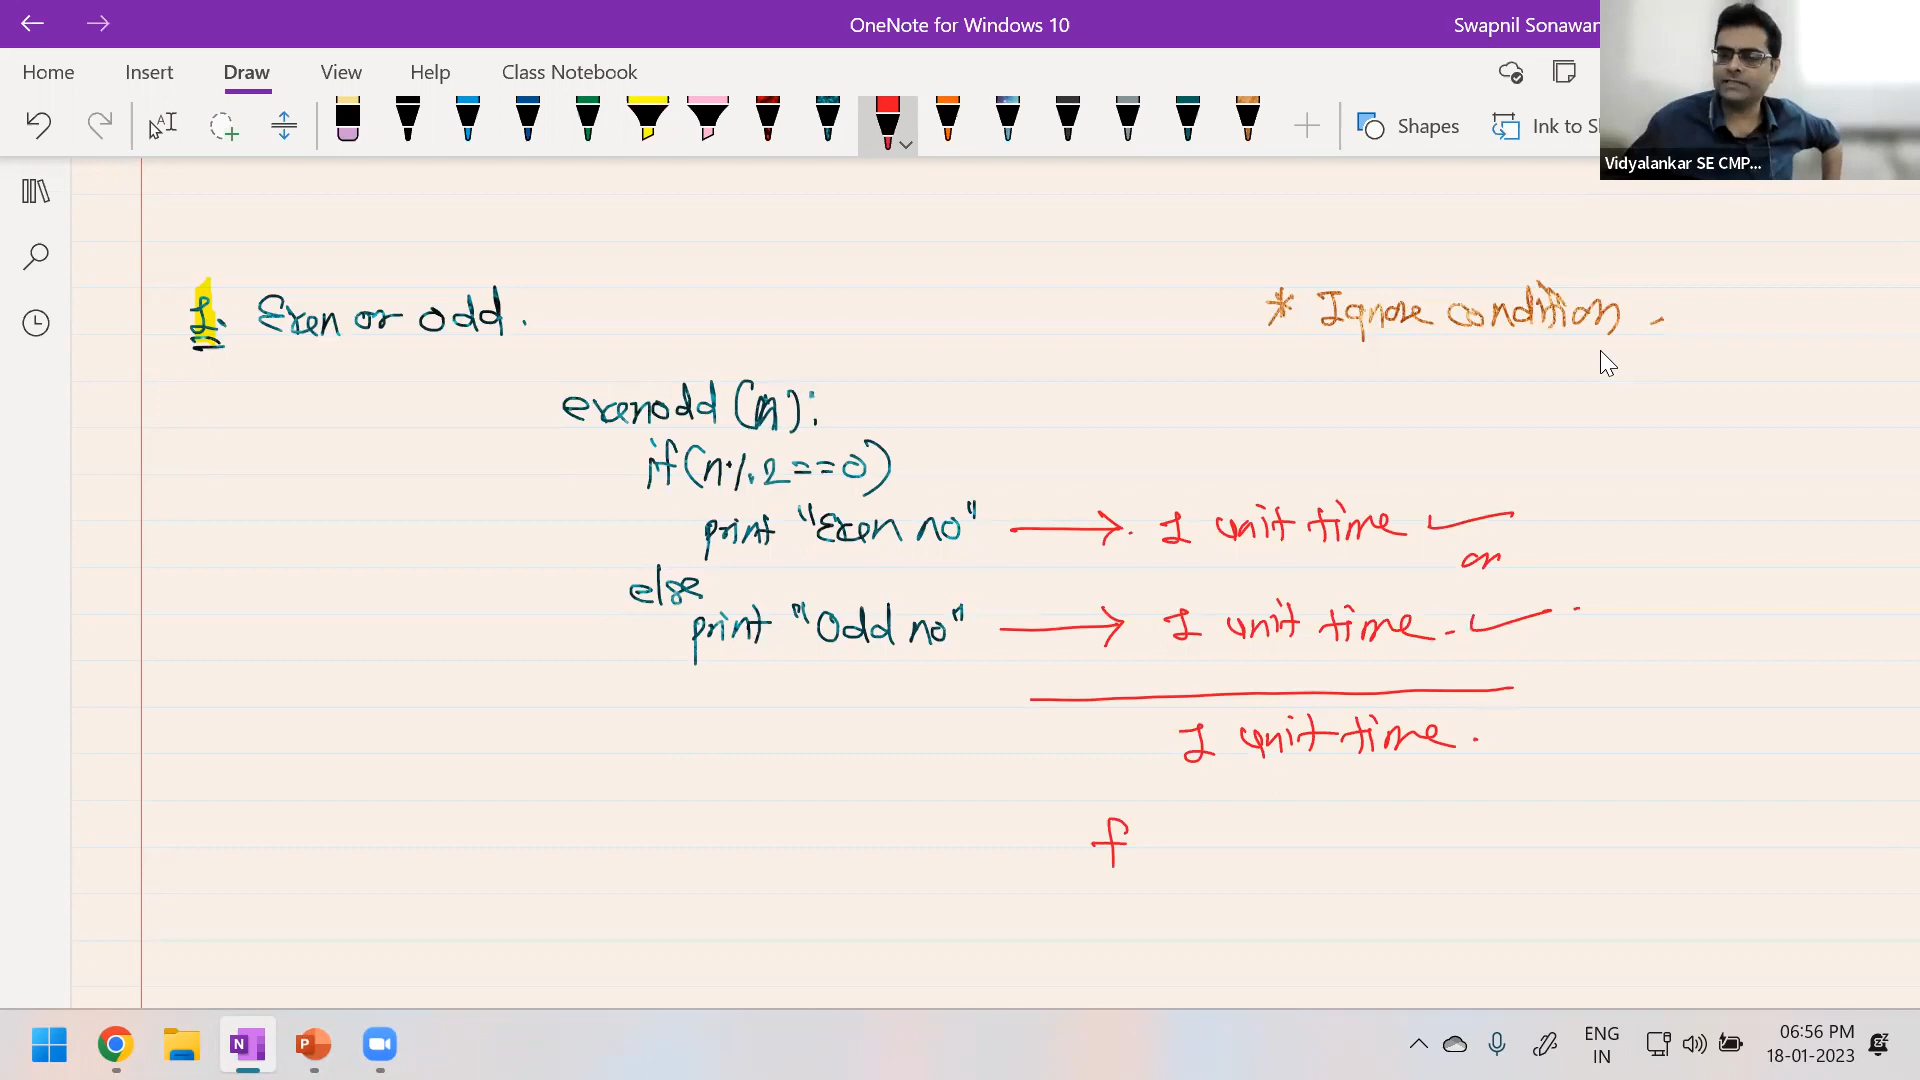 OneNote for Windows 10
Swapnil Sonawar
Home Insert Draw View Help Class Notebook
Shapes
Ink to S
Vidyalankar SE CMP...
1. Even or odd.
* Ignore condition.
evenodd (n):
if(n%2==0)
print "Even no" → 1 unit time
or
else
print "Odd no" → 1 unit time.
1 unit time.
f
ENG
IN
06:56 PM
18-01-2023